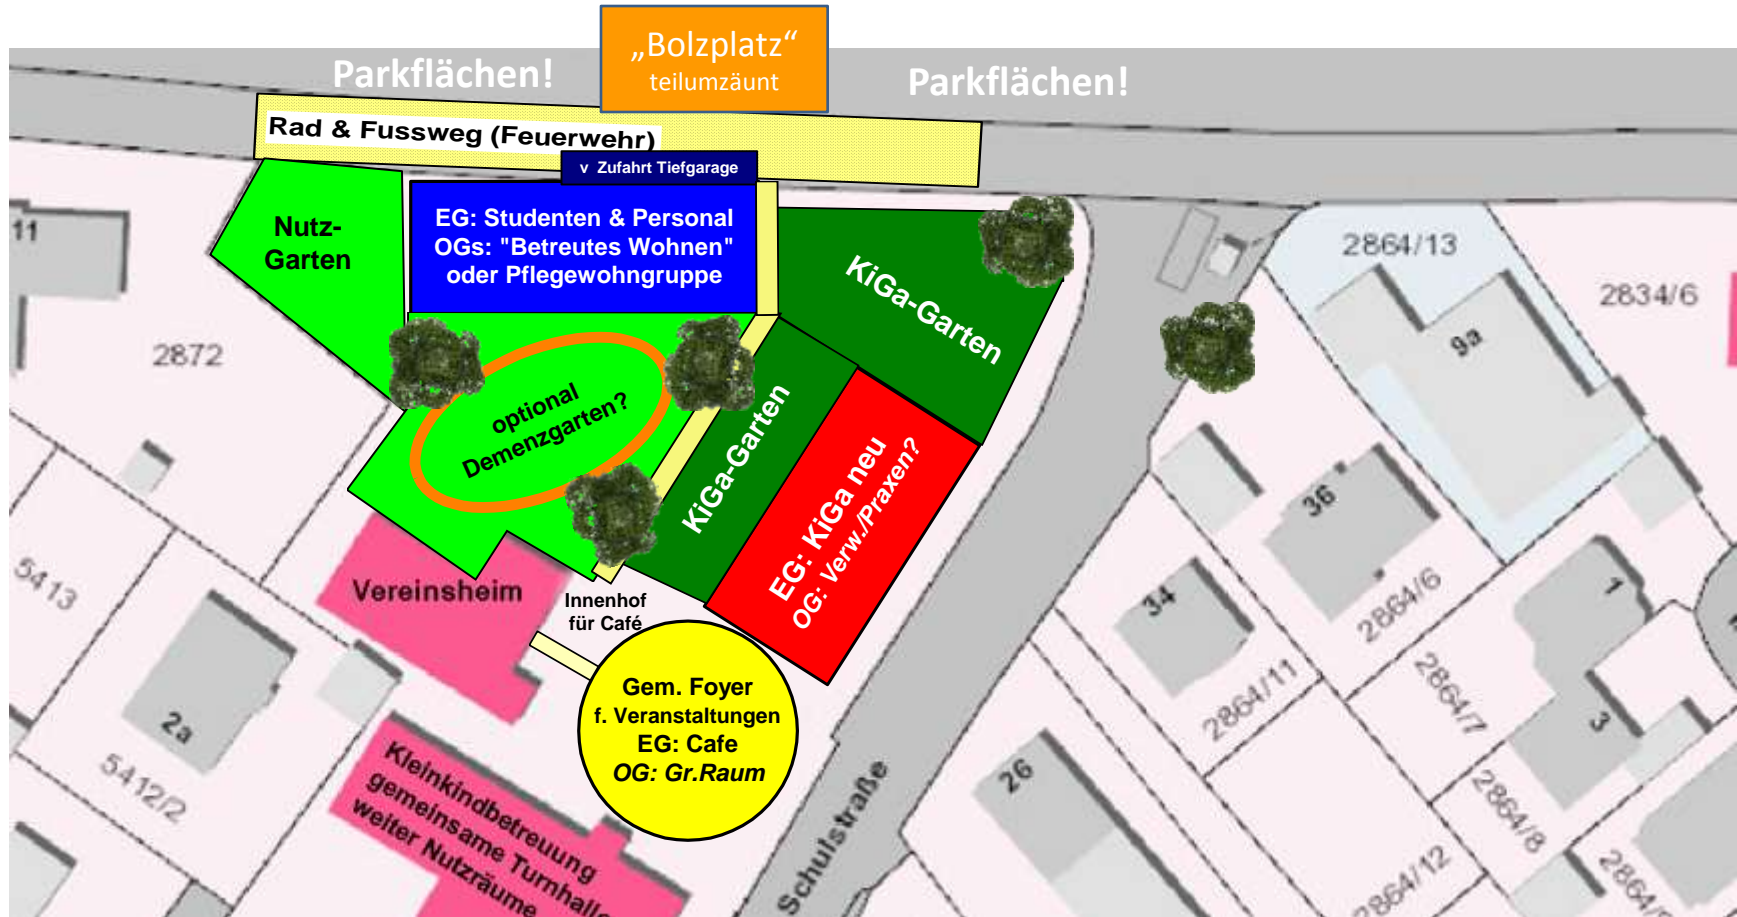 „Bolzplatz“
teilumzäunt
Parkflächen!
Parkflächen!
Rad & Fussweg (Feuerwehr)
v Zufahrt Tiefgarage
Nutz-
Garten
EG: Studenten & Personal
OGs: "Betreutes Wohnen"
oder Pflegewohngruppe
KiGa-Garten
optional
Demenzgarten?
KiGa-Garten
EG: KiGa neu
OG: Verw./Praxen?
Vereinsheim
Innenhof
für Café
Gem. Foyer
f. Veranstaltungen
EG: Cafe
OG: Gr.Raum
Kleinkindbetreuung
gemeinsame Turnhalle
weiter Nutzräume
Schulstraße
11
2872
5413
2a
5412/2
2864/13
2834/6
9a
36
2864/6
34
2864/11
1
2864/7
3
26
2864/8
2864/12
2864/